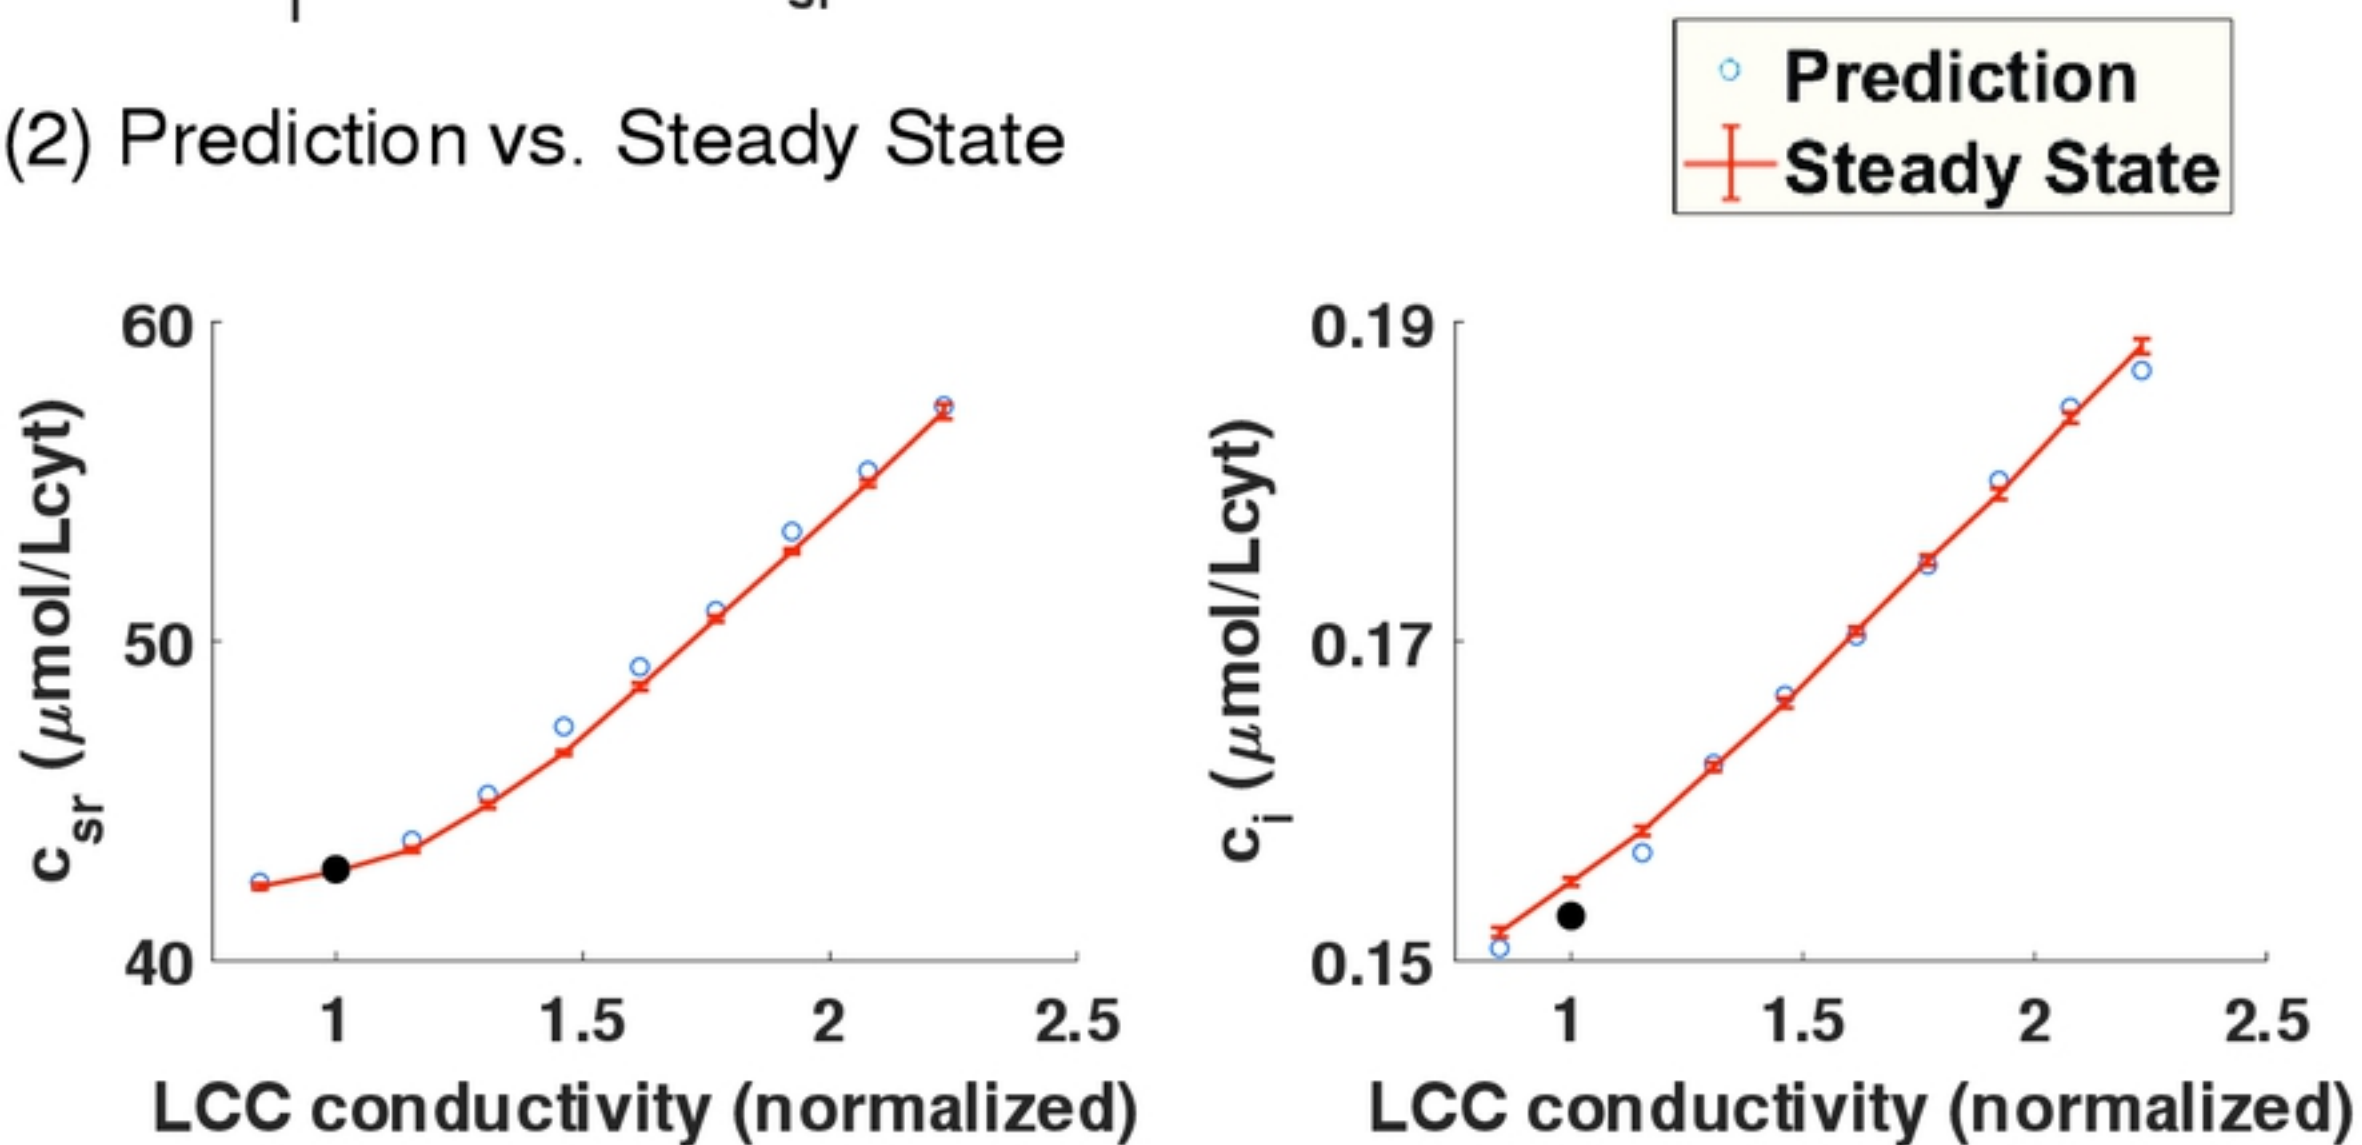 Prediction
Steady State
(2) Prediction vs. Steady State
60
50
40
1
1.5
2
2.5
c sr (μmol/Lcyt)
LCC conductivity (normalized)
0.19
0.17
0.15
1
1.5
2
2.5
c i (μmol/Lcyt)
LCC conductivity (normalized)